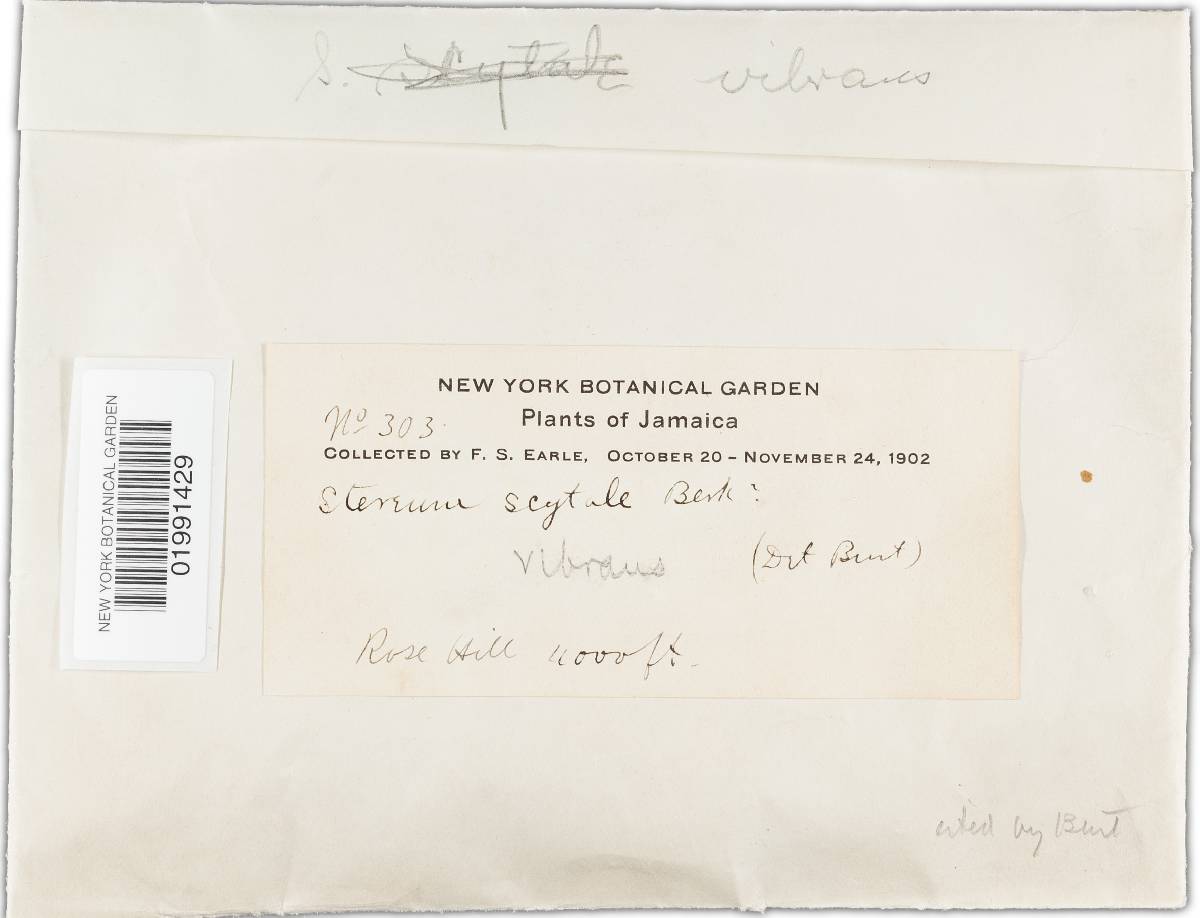 S. Scytale vibrans
NEW YORK BOTANICAL GARDEN
01991429
NEW YORK BOTANICAL GARDEN
Plants of Jamaica
No 303.
COLLECTED BY F. S. EARLE, OCTOBER 20 – NOVEMBER 24, 1902
Stereum scytale Berk?
vibrans (Det Burt)
Rose Hill 4000 ft.
cited by Burt